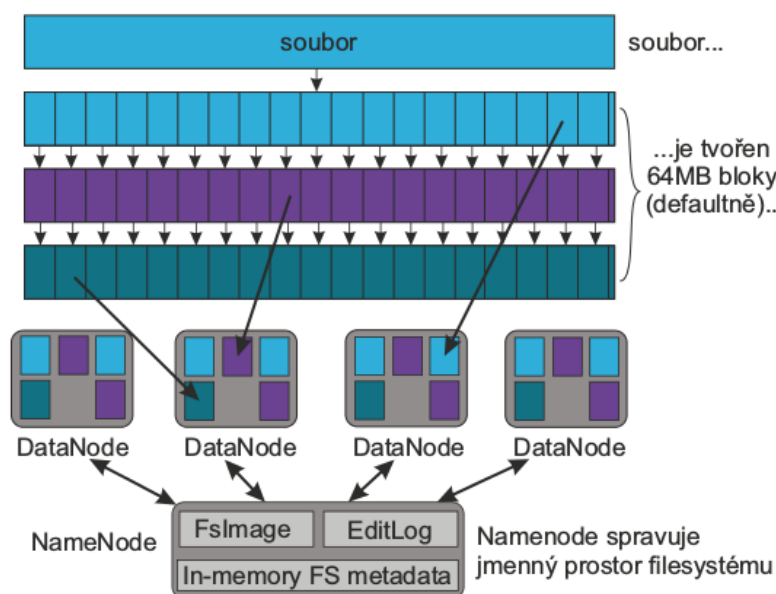 soubor
soubor...
...je tvořen
64MB bloky
(defaultně)..
DataNode
DataNode
DataNode
DataNode
NameNode
FsImage
EditLog
In-memory FS metadata
Namenode spravuje
jmenný prostor filesystému